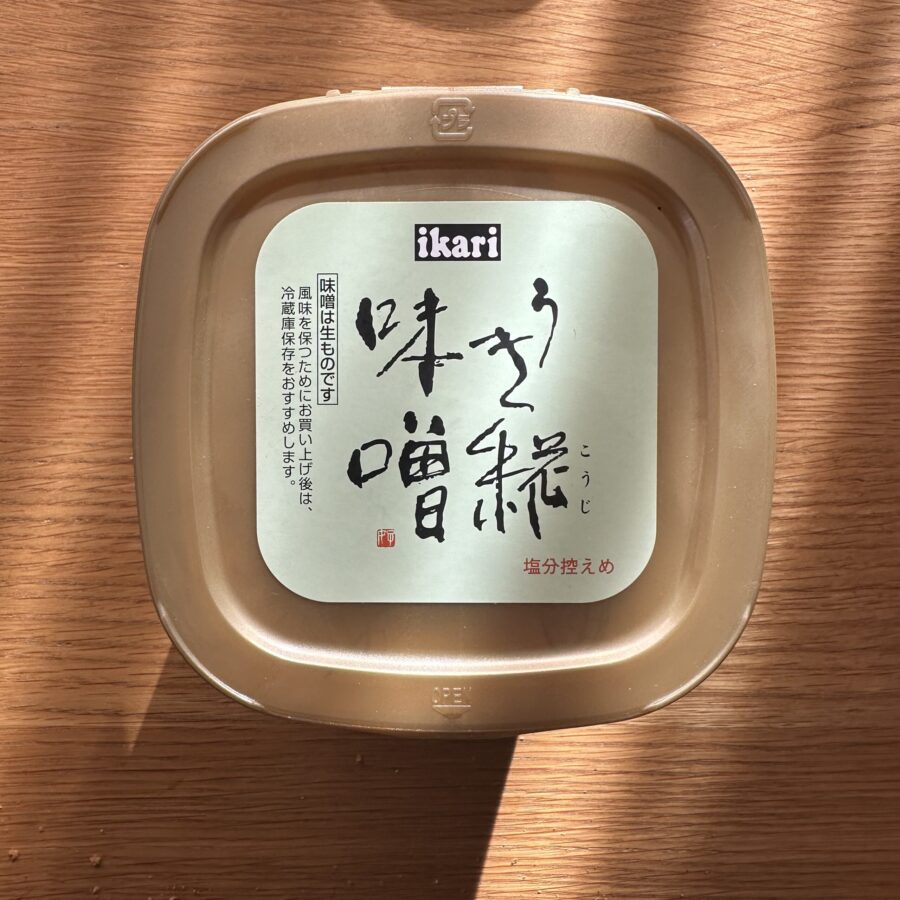 ikari
うき糀
こうじ
味噌
味噌は生ものです
風味を保つためにお買い上げ後は、
冷蔵庫保存をおすすめします。
塩分控えめ
プラ
OPEN